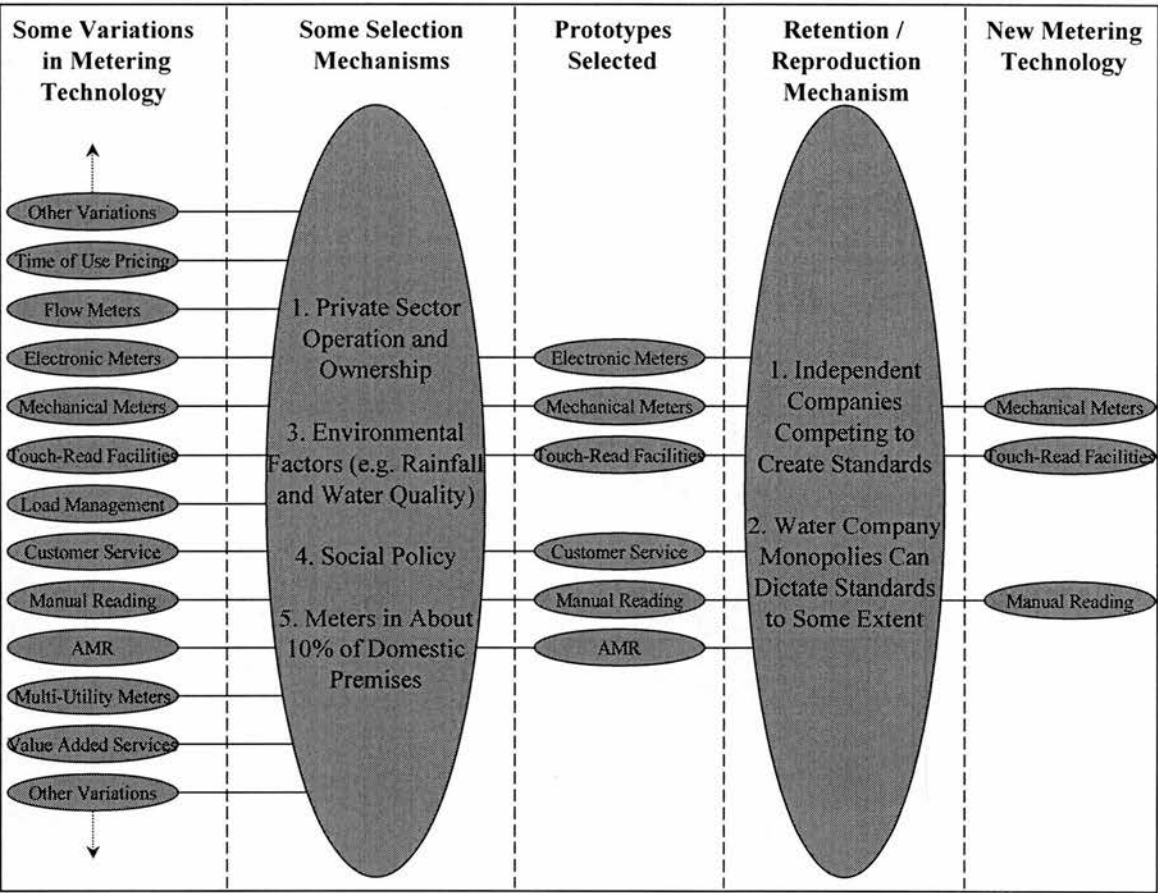 Some Variations
in Metering
Technology
Some Selection
Mechanisms
Prototypes
Selected
Retention /
Reproduction
Mechanism
New Metering
Technology
Other Variations
Time of Use Pricing
Flow Meters
Electronic Meters
Mechanical Meters
Touch-Read Facilities
Load Management
Customer Service
Manual Reading
AMR
Multi-Utility Meters
Value Added Services
Other Variations
1. Private Sector
Operation and
Ownership
3. Environmental
Factors (e.g. Rainfall
and Water Quality)
4. Social Policy
5. Meters in About
10% of Domestic
Premises
Electronic Meters
Mechanical Meters
Touch-Read Facilities
Customer Service
Manual Reading
AMR
1. Independent
Companies
Competing to
Create Standards
2. Water Company
Monopolies Can
Dictate Standards
to Some Extent
Mechanical Meters
Touch-Read Facilities
Manual Reading